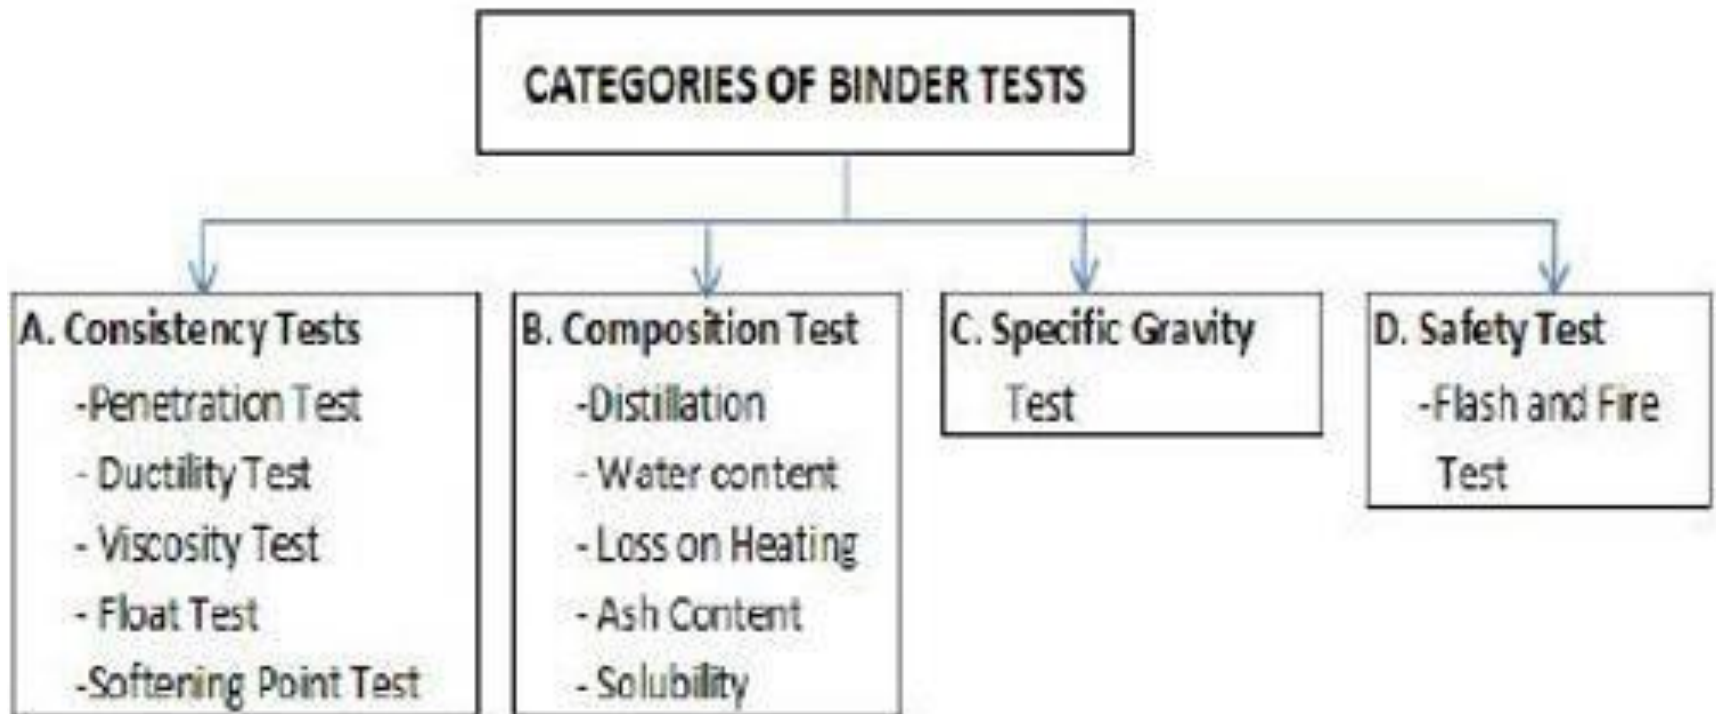 CATEGORIES OF BINDER TESTS
A. Consistency Tests
-Penetration Test
- Ductility Test
- Viscosity Test
- Float Test
-Softening Point Test
B. Composition Test
-Distillation
- Water content
- Loss on Heating
- Ash Content
- Solubility
C. Specific Gravity
Test
D. Safety Test
-Flash and Fire
Test